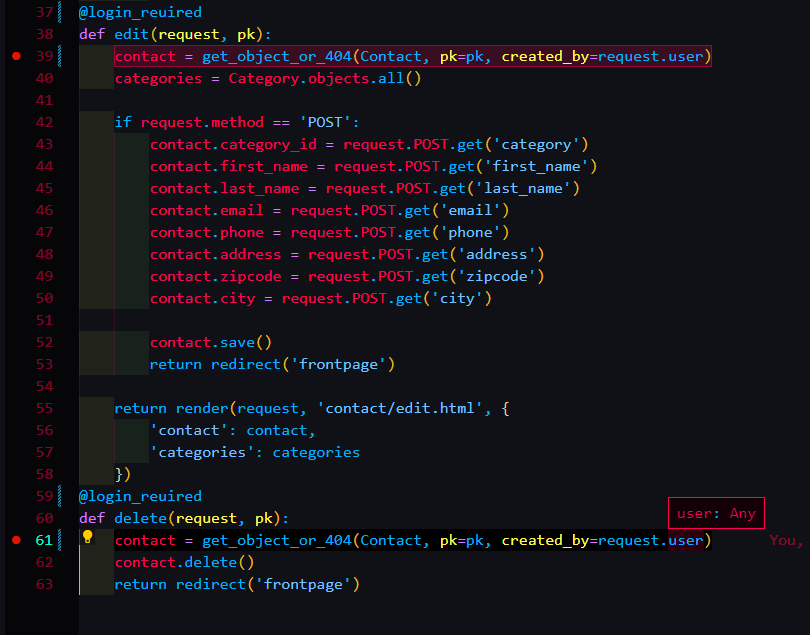 37 @login_reuired
38 def edit(request, pk):
39     contact = get_object_or_404(Contact, pk=pk, created_by=request.user)
40     categories = Category.objects.all()
41
42     if request.method == 'POST':
43         contact.category_id = request.POST.get('category')
44         contact.first_name = request.POST.get('first_name')
45         contact.last_name = request.POST.get('last_name')
46         contact.email = request.POST.get('email')
47         contact.phone = request.POST.get('phone')
48         contact.address = request.POST.get('address')
49         contact.zipcode = request.POST.get('zipcode')
50         contact.city = request.POST.get('city')
51
52         contact.save()
53         return redirect('frontpage')
54
55     return render(request, 'contact/edit.html', {
56         'contact': contact,
57         'categories': categories
58     })
59 @login_reuired
60 def delete(request, pk):
user: Any
61     contact = get_object_or_404(Contact, pk=pk, created_by=request.user) You,
62     contact.delete()
63     return redirect('frontpage')